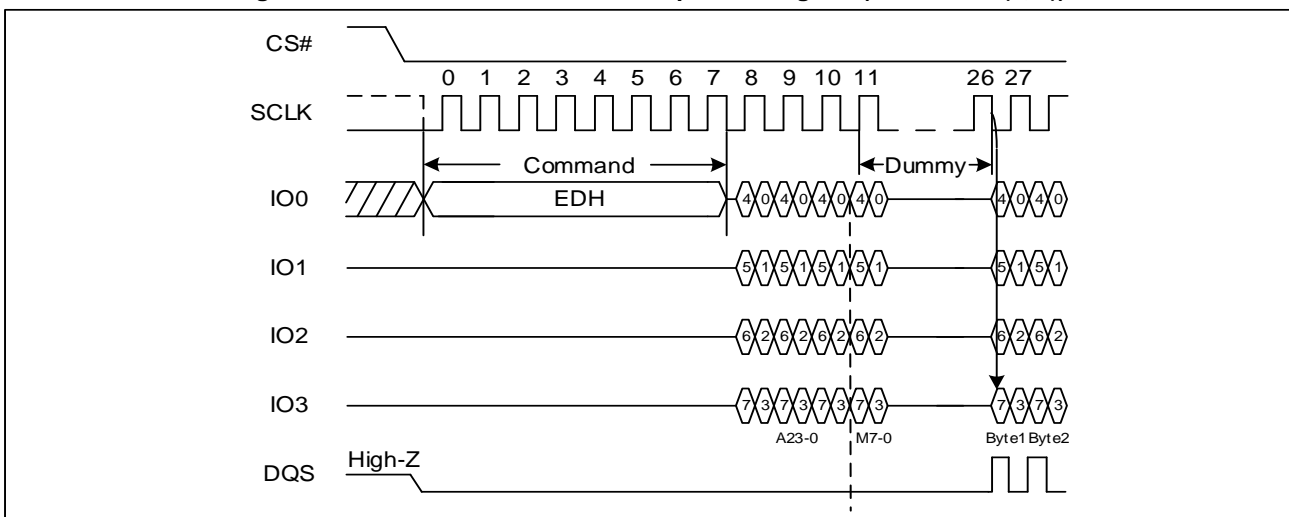 CS#
0 1 2 3 4 5 6 7 8 9 10 11 26 27
SCLK
Command Dummy
IO0 EDH 4 0 4 0 4 0 4 0 4 0 4 0
IO1 5 1 5 1 5 1 5 1 5 1 5 1
IO2 6 2 6 2 6 2 6 2 6 2 6 2
IO3 7 3 7 3 7 3 7 3 7 3 7 3
A23-0 M7-0 Byte1 Byte2
High-Z
DQS